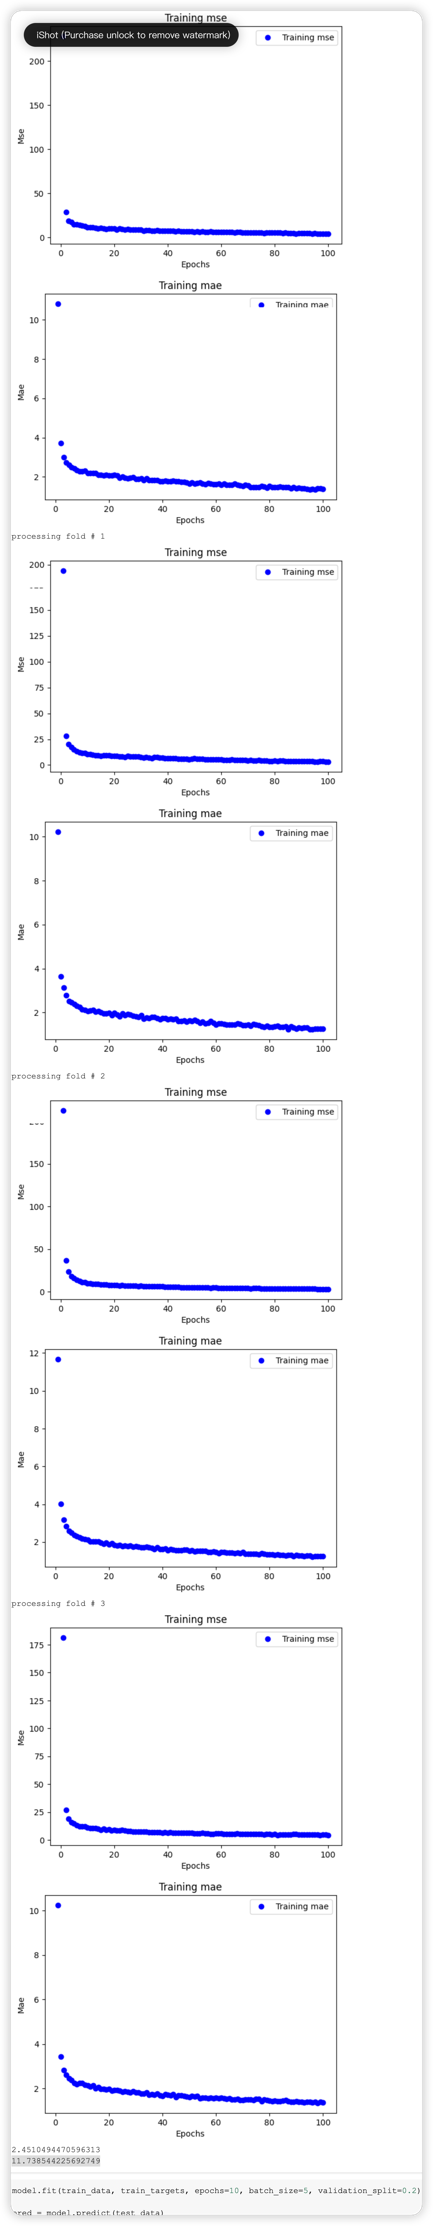 Training mse
iShot (Purchase unlock to remove watermark)
Training mse
200
150
100
50
0
Mse
0 20 40 60 80 100
Epochs
Training mae
Training mae
10
8
6
4
2
Mae
0 20 40 60 80 100
Epochs
processing fold # 1
Training mse
Training mse
200
150
125
100
75
50
25
0
Mse
0 20 40 60 80 100
Epochs
Training mae
Training mae
10
8
6
4
2
Mae
0 20 40 60 80 100
Epochs
processing fold # 2
Training mse
Training mse
150
100
50
0
Mse
0 20 40 60 80 100
Epochs
Training mae
Training mae
12
10
8
6
4
2
Mae
0 20 40 60 80 100
Epochs
processing fold # 3
Training mse
Training mse
175
150
125
100
75
50
25
0
Mse
0 20 40 60 80 100
Epochs
Training mae
Training mae
10
8
6
4
2
Mae
0 20 40 60 80 100
Epochs
2.4510494470596313
11.738544225692749
model.fit(train_data, train_targets, epochs=10, batch_size=5, validation_split=0.2)
pred = model.predict(test_data)